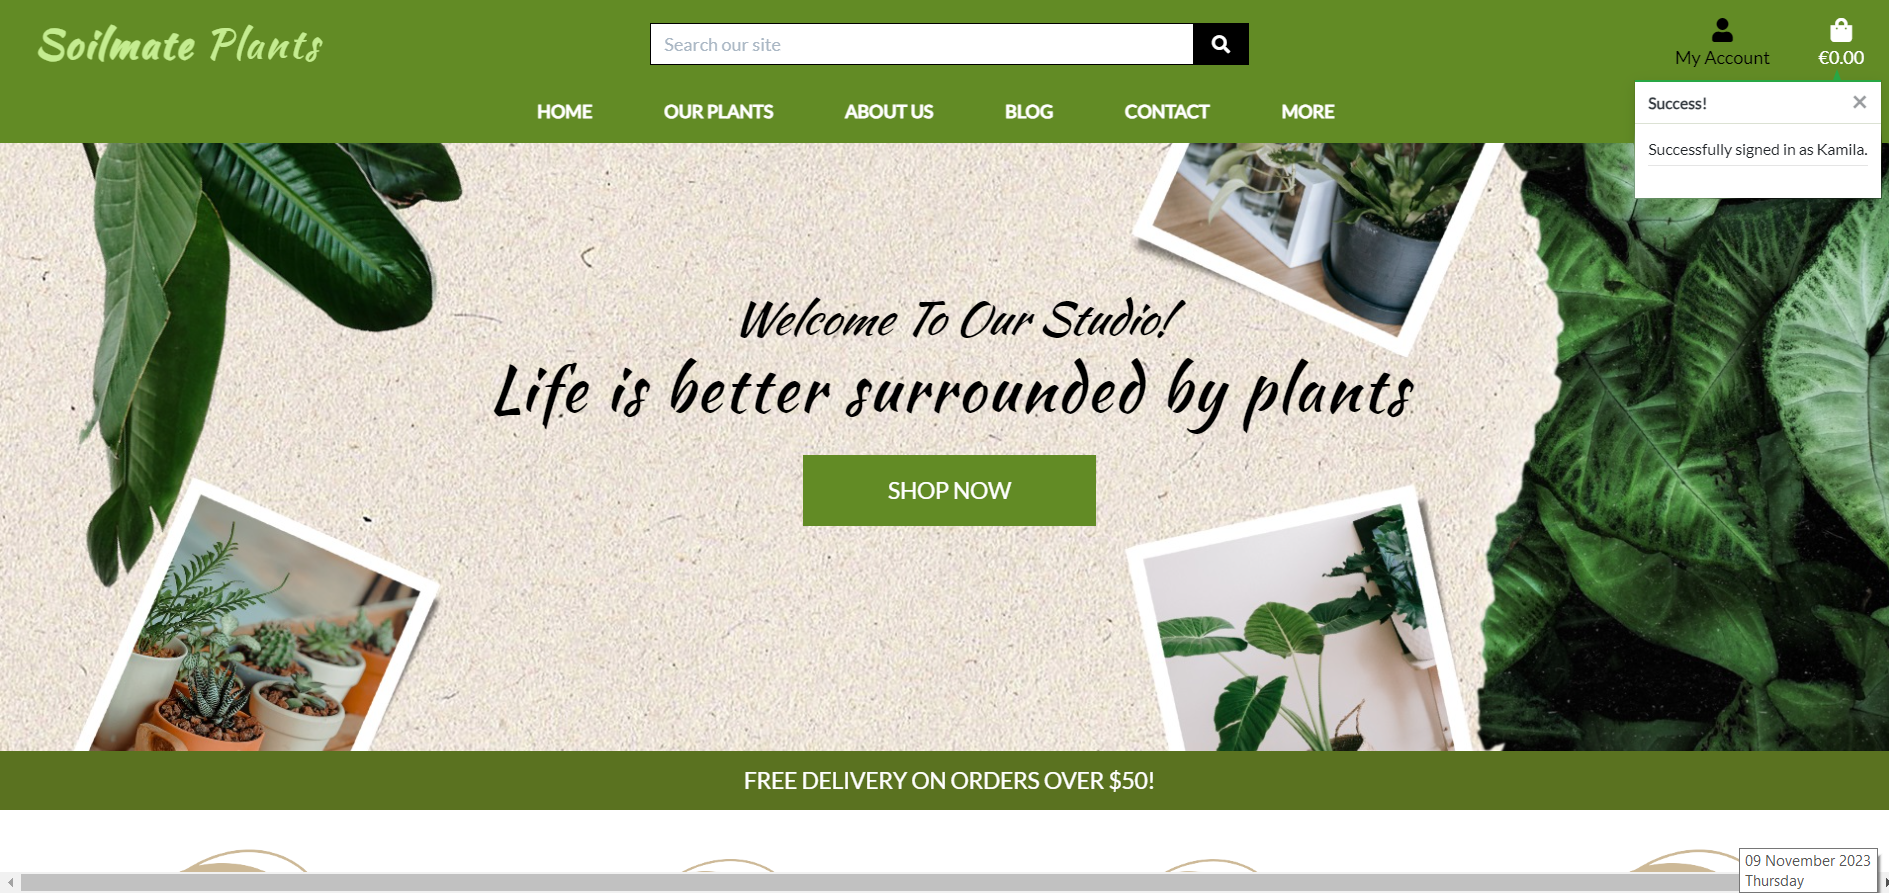 Soilmate Plants
Search our site
My Account
€0.00
HOME
OUR PLANTS
ABOUT US
BLOG
CONTACT
MORE
Success!
Successfully signed in as Kamila.
Welcome To Our Studio!
Life is better surrounded by plants
SHOP NOW
FREE DELIVERY ON ORDERS OVER $50!
09 November 2023
Thursday